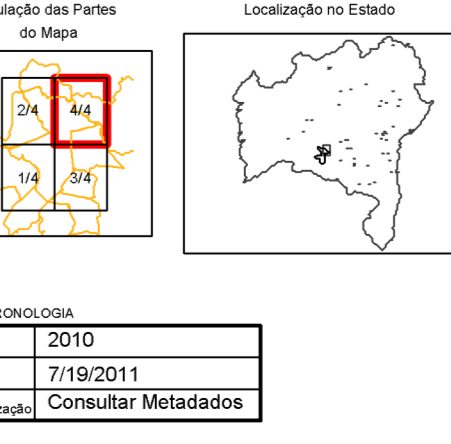 ulação das Partes
do Mapa
Localização no Estado
2/4
4/4
1/4
3/4
RONOLOGIA
2010
7/19/2011
zação
Consultar Metadados